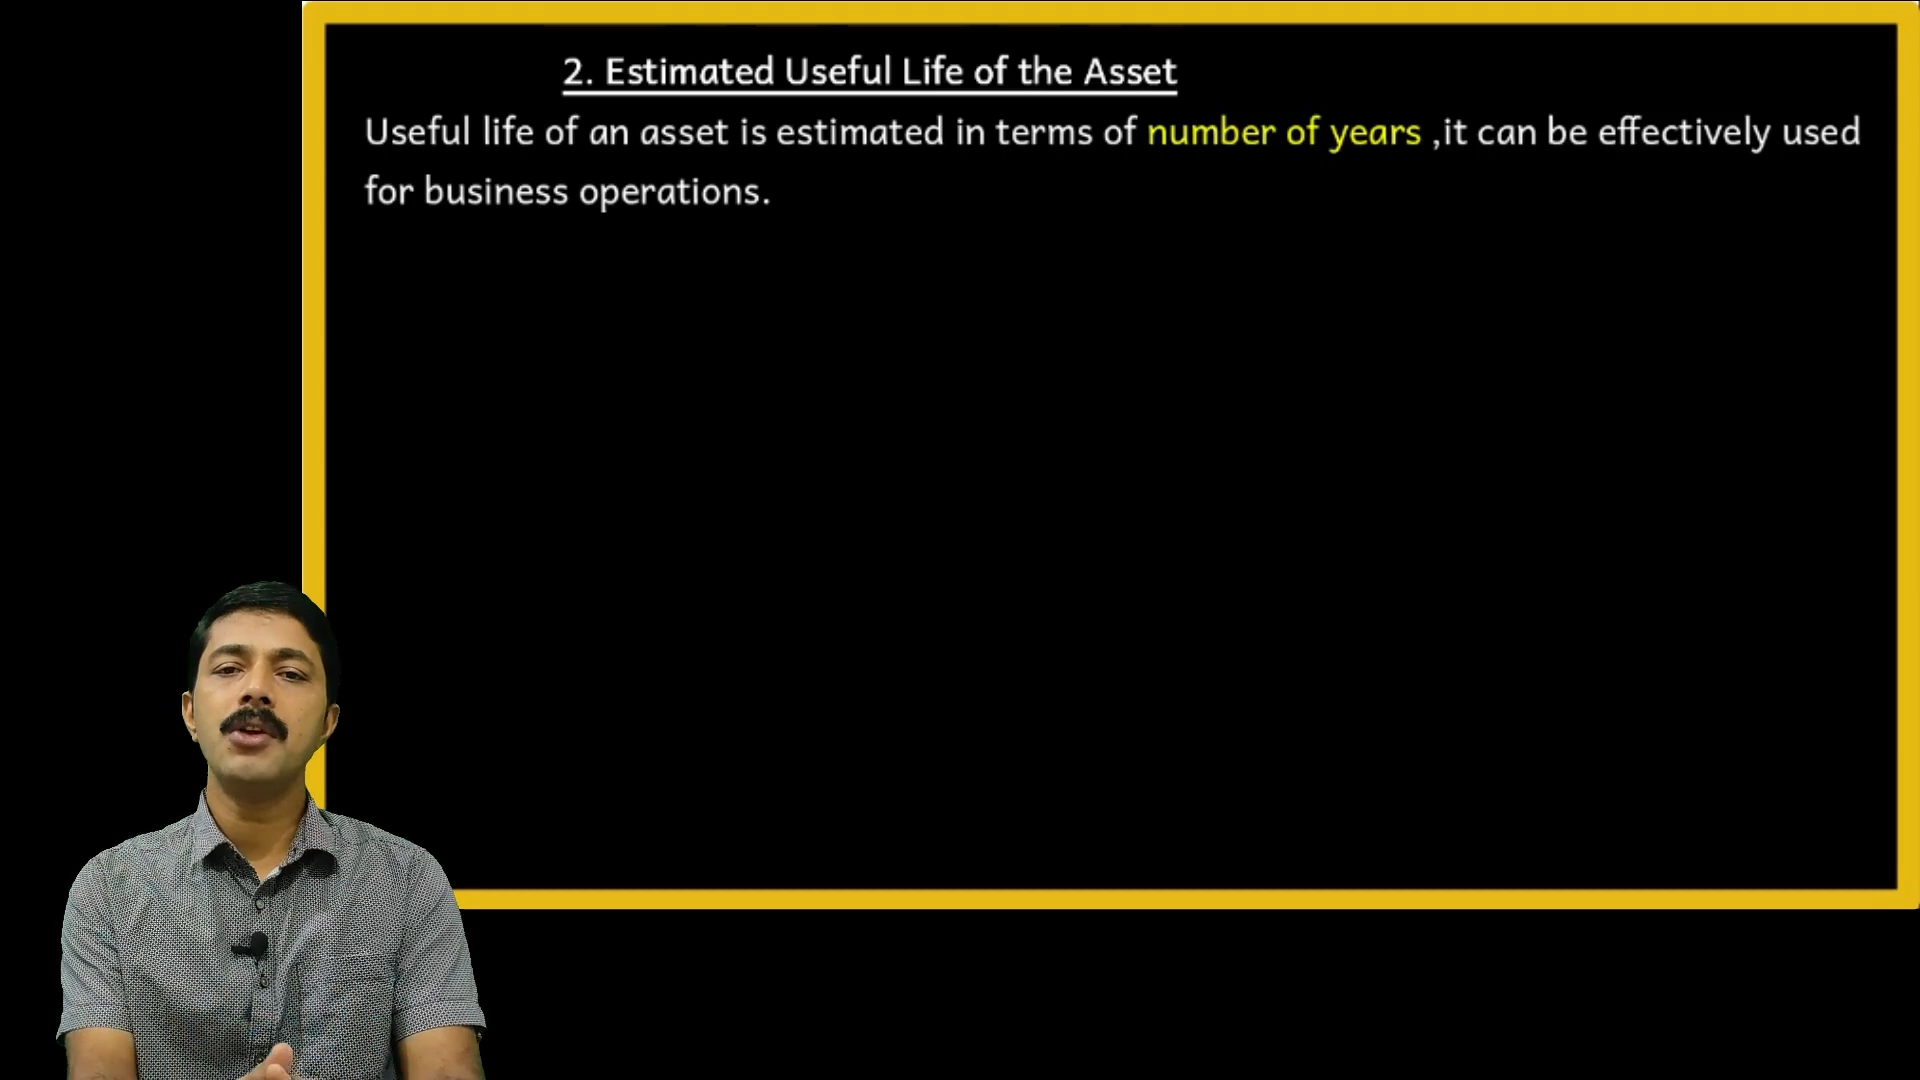 2. Estimated Useful Life of the Asset
Useful life of an asset is estimated in terms of number of years ,it can be effectively used
for business operations.